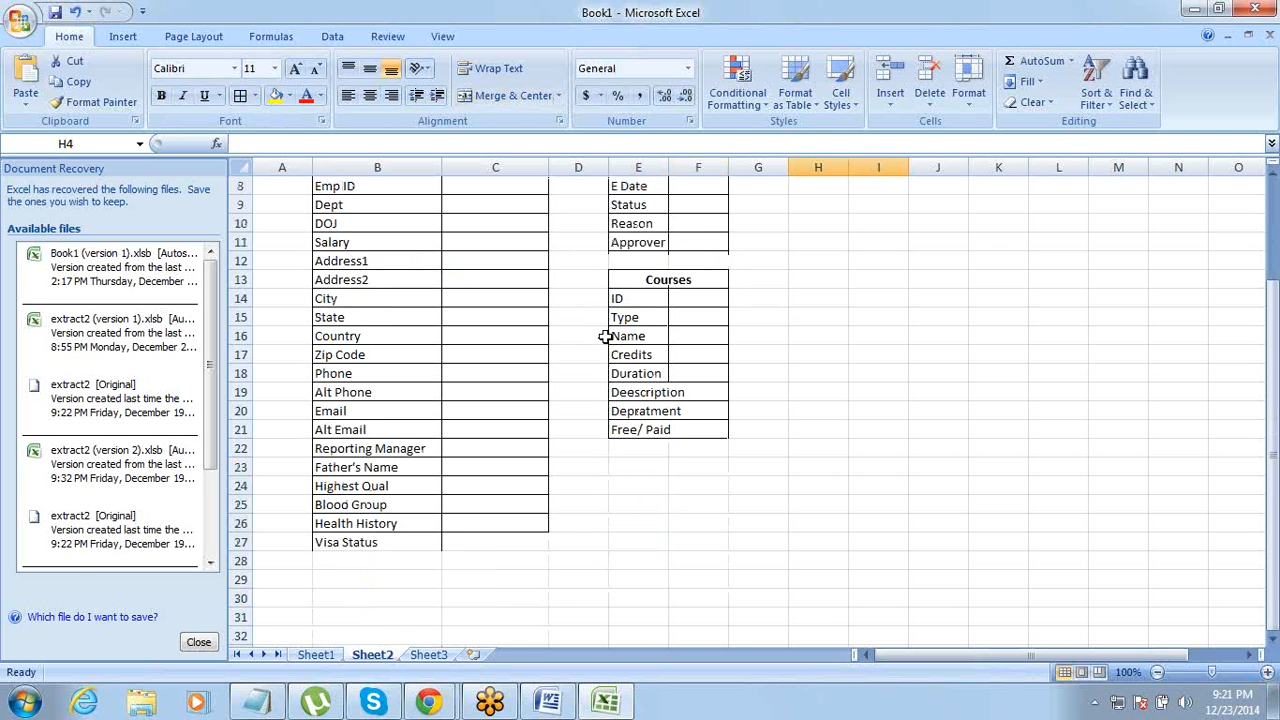 Book1 - Microsoft Excel
Home Insert Page Layout Formulas Data Review View
Paste
Cut
Copy
Format Painter
Clipboard
Calibri 11
B I U
Font
Wrap Text
Merge & Center
Alignment
General
$ % ,
Number
Conditional Formatting
Format as Table
Cell Styles
Styles
Insert Delete Format
Cells
AutoSum
Fill
Clear
Sort & Filter
Find & Select
Editing
H4
fx
Document Recovery
Excel has recovered the following files. Save
the ones you wish to keep.
Available files
Book1 (version 1).xlsb [Autos...
Version created from the last ...
2:17 PM Thursday, December ...
extract2 (version 1).xlsb [Au...
Version created from the last ...
8:55 PM Monday, December ...
extract2 [Original]
Version created last time the ...
9:22 PM Friday, December 19...
extract2 (version 2).xlsb [Au...
Version created from the last ...
9:32 PM Friday, December 19...
extract2 [Original]
Version created last time the ...
9:22 PM Friday, December 19...
Which file do I want to save?
Close
A B C D E F G H I J K L M N O
8 Emp ID E Date
9 Dept Status
10 DOJ Reason
11 Salary Approver
12 Address1
13 Address2 Courses
14 City ID
15 State Type
16 Country Name
17 Zip Code Credits
18 Phone Duration
19 Alt Phone Deescription
20 Email Depratment
21 Alt Email Free/ Paid
22 Reporting Manager
23 Father's Name
24 Highest Qual
25 Blood Group
26 Health History
27 Visa Status
28
29
30
31
32
Sheet1 Sheet2 Sheet3
Ready
100%
9:21 PM
12/23/2014